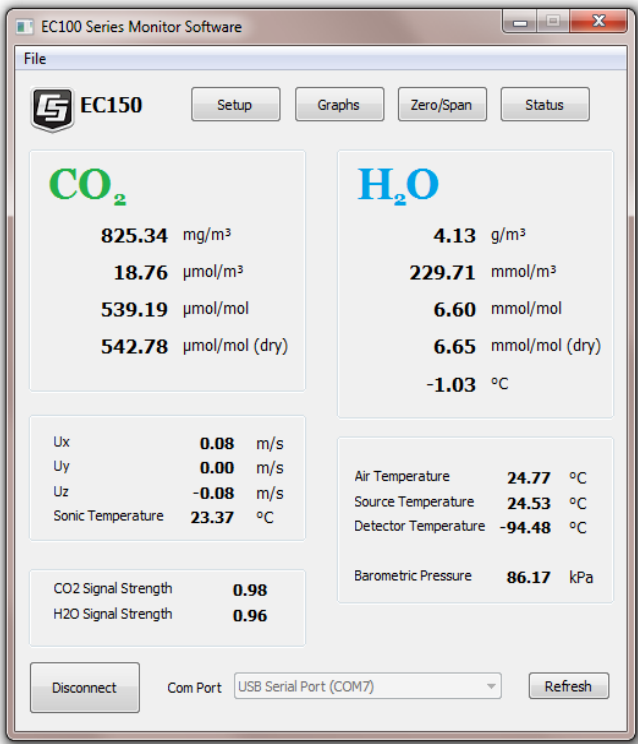 EC100 Series Monitor Software
File
EC150 Setup Graphs Zero/Span Status
CO₂
825.34 mg/m³
18.76 µmol/m³
539.19 µmol/mol
542.78 µmol/mol (dry)
H₂O
4.13 g/m³
229.71 mmol/m³
6.60 mmol/mol
6.65 mmol/mol (dry)
-1.03 °C
Ux 0.08 m/s
Uy 0.00 m/s
Uz -0.08 m/s
Sonic Temperature 23.37 °C
Air Temperature 24.77 °C
Source Temperature 24.53 °C
Detector Temperature -94.48 °C
Barometric Pressure 86.17 kPa
CO2 Signal Strength 0.98
H2O Signal Strength 0.96
Disconnect Com Port USB Serial Port (COM7) Refresh